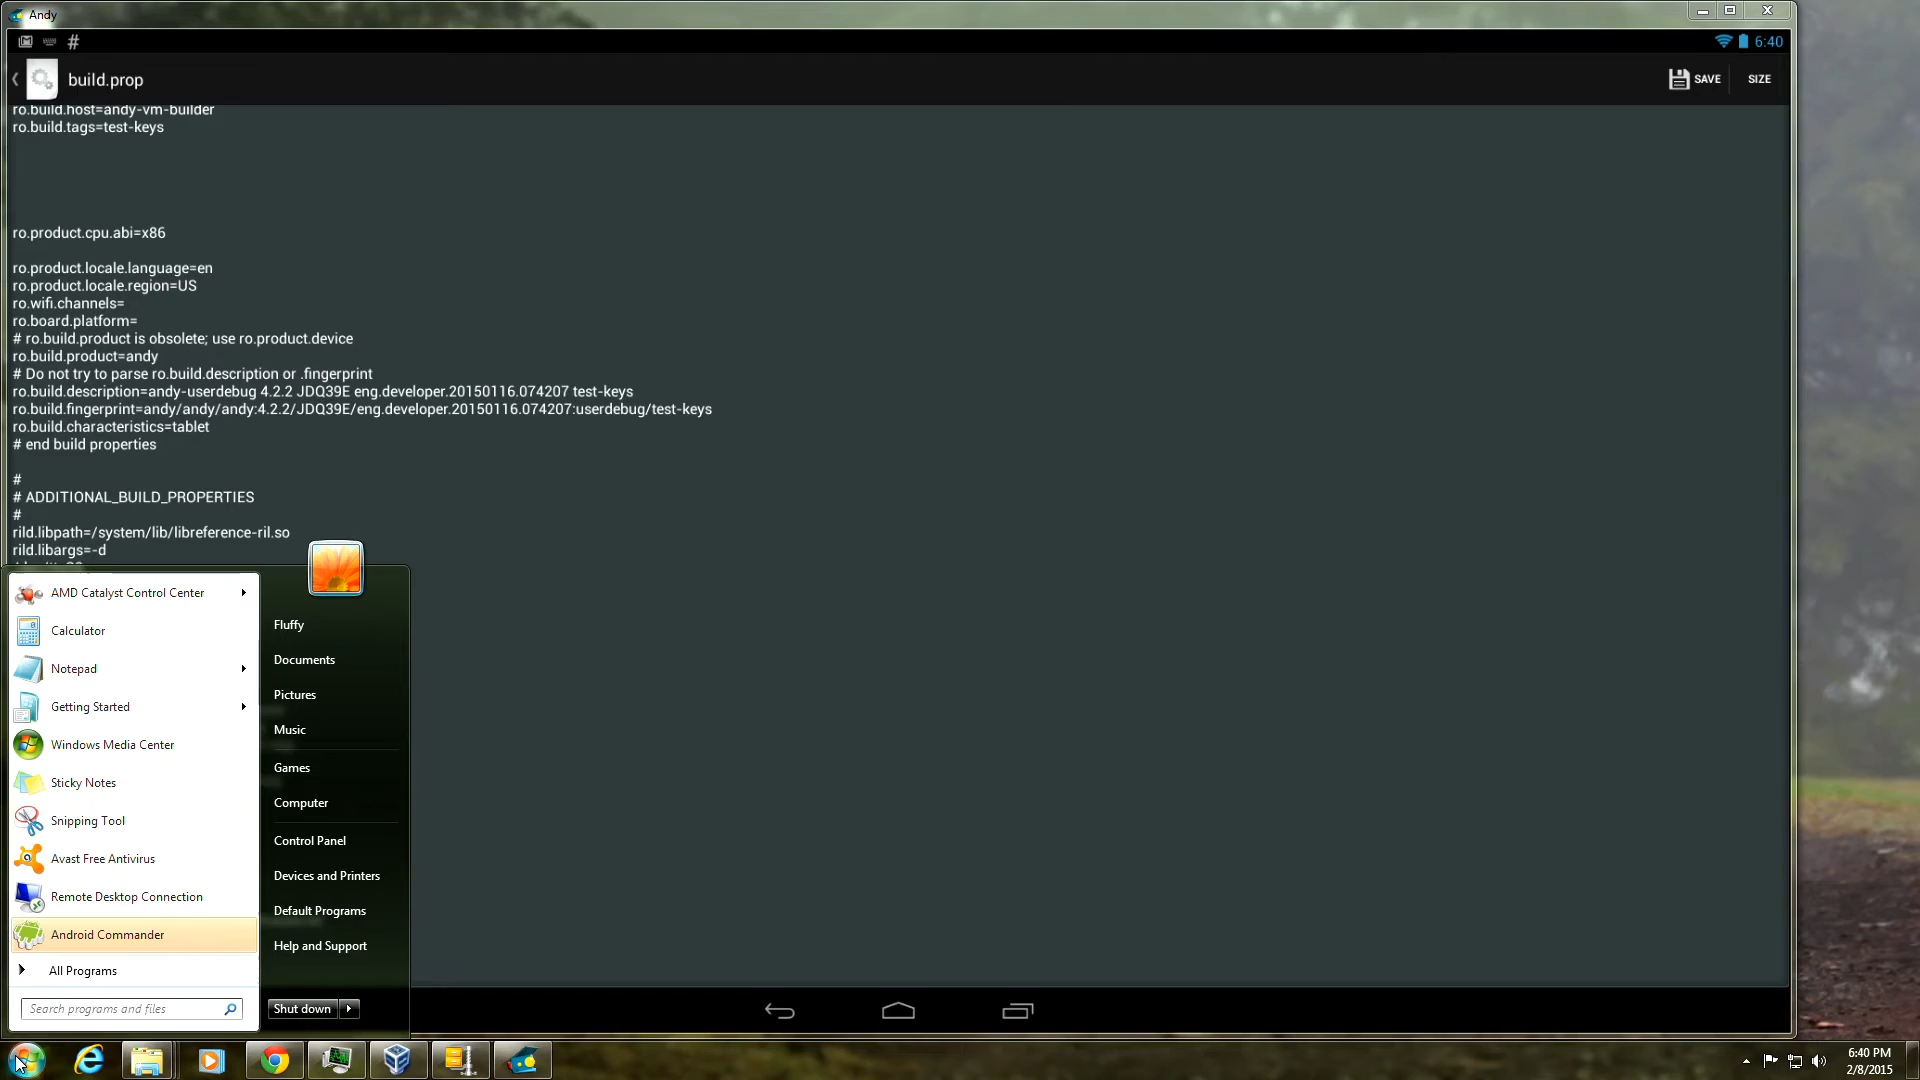 Andy
#
6:40
build.prop
SAVE
SIZE
ro.build.host=andy-vm-builder
ro.build.tags=test-keys
ro.product.cpu.abi=x86
ro.product.locale.language=en
ro.product.locale.region=US
ro.wifi.channels=
ro.board.platform=
# ro.build.product is obsolete; use ro.product.device
ro.build.product=andy
# Do not try to parse ro.build.description or .fingerprint
ro.build.description=andy-userdebug 4.2.2 JDQ39E eng.developer.20150116.074207 test-keys
ro.build.fingerprint=andy/andy/andy:4.2.2/JDQ39E/eng.developer.20150116.074207:userdebug/test-keys
ro.build.characteristics=tablet
# end build properties
#
# ADDITIONAL_BUILD_PROPERTIES
#
rild.libpath=/system/lib/libreference-ril.so
rild.libargs=-d
AMD Catalyst Control Center
Calculator
Notepad
Getting Started
Windows Media Center
Sticky Notes
Snipping Tool
Avast Free Antivirus
Remote Desktop Connection
Android Commander
All Programs
Search programs and files
Fluffy
Documents
Pictures
Music
Games
Computer
Control Panel
Devices and Printers
Default Programs
Help and Support
Shut down
6:40 PM
2/8/2015